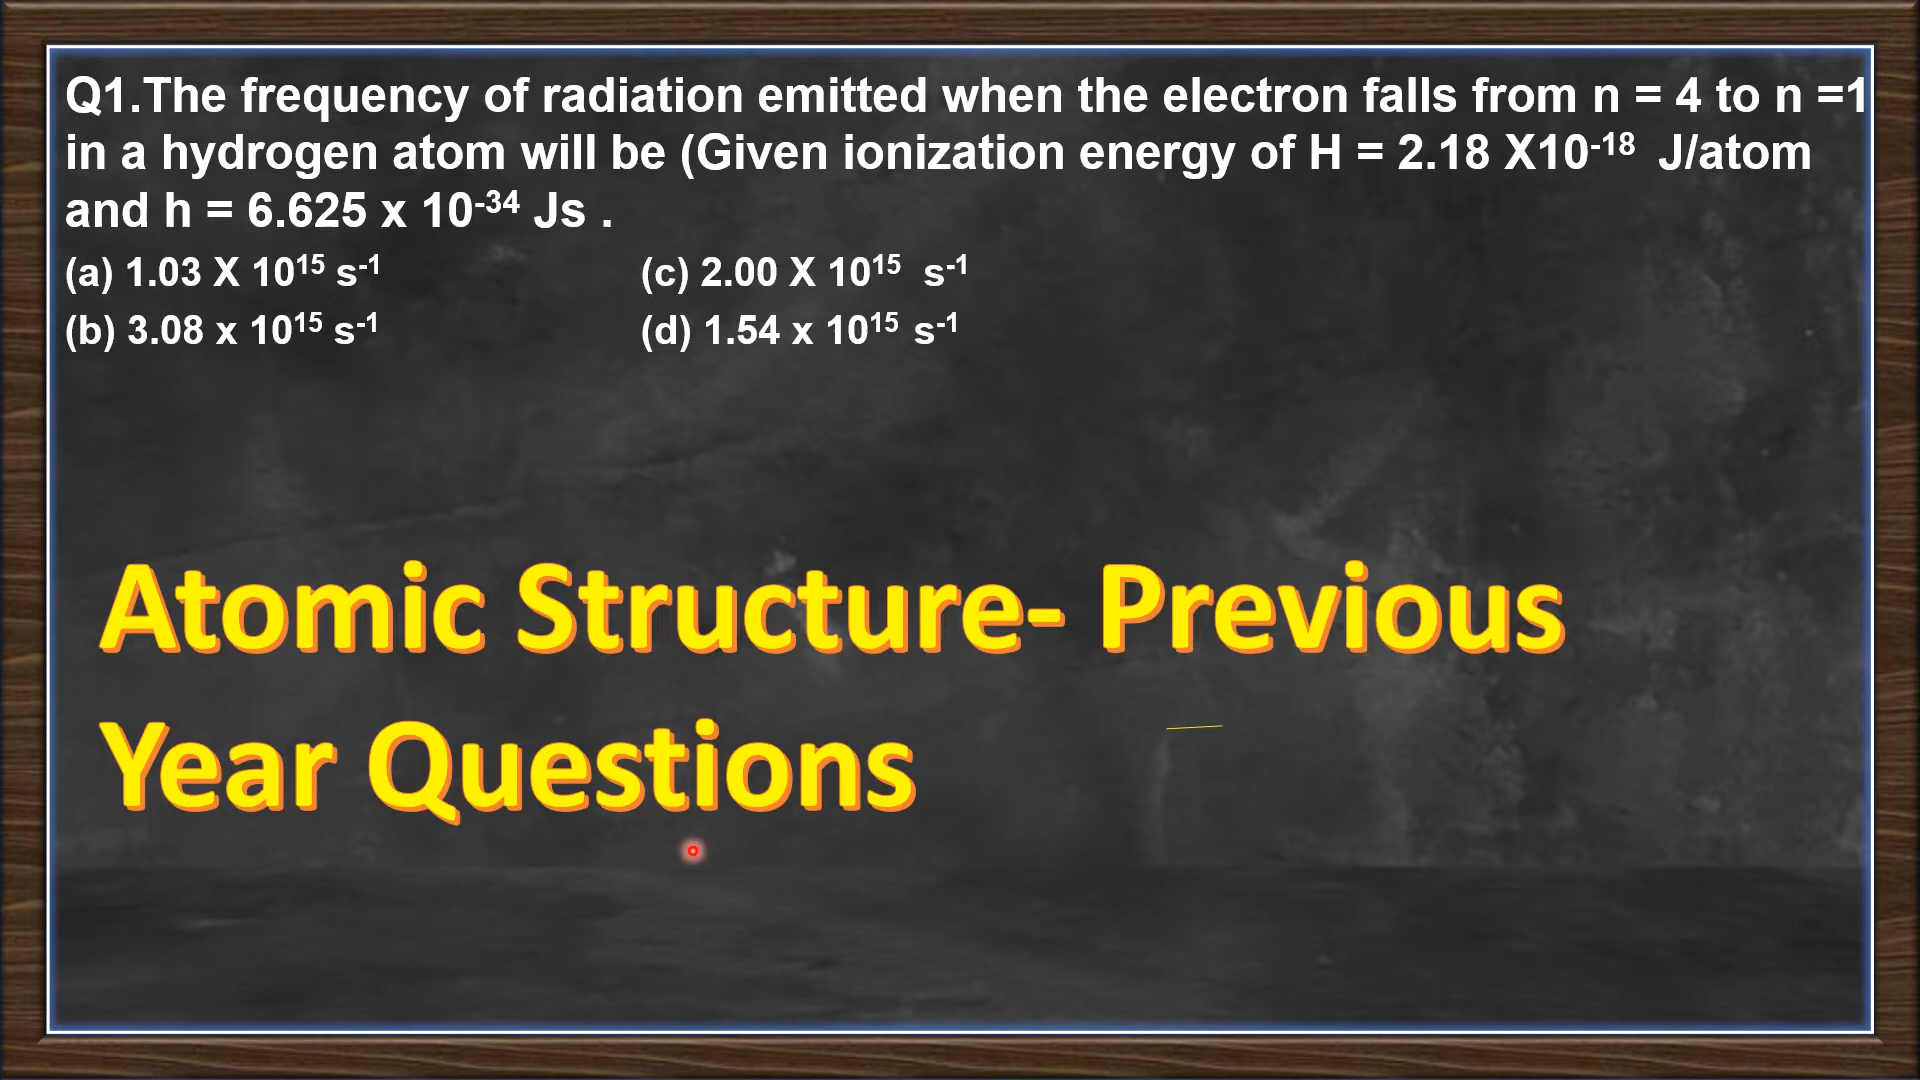 Q1.The frequency of radiation emitted when the electron falls from n = 4 to n =1
in a hydrogen atom will be (Given ionization energy of H = 2.18 X10⁻¹⁸ J/atom
and h = 6.625 x 10⁻³⁴ Js .
(a) 1.03 X 10¹⁵ s⁻¹ (c) 2.00 X 10¹⁵ s⁻¹
(b) 3.08 x 10¹⁵ s⁻¹ (d) 1.54 x 10¹⁵ s⁻¹
Atomic Structure- Previous
Year Questions